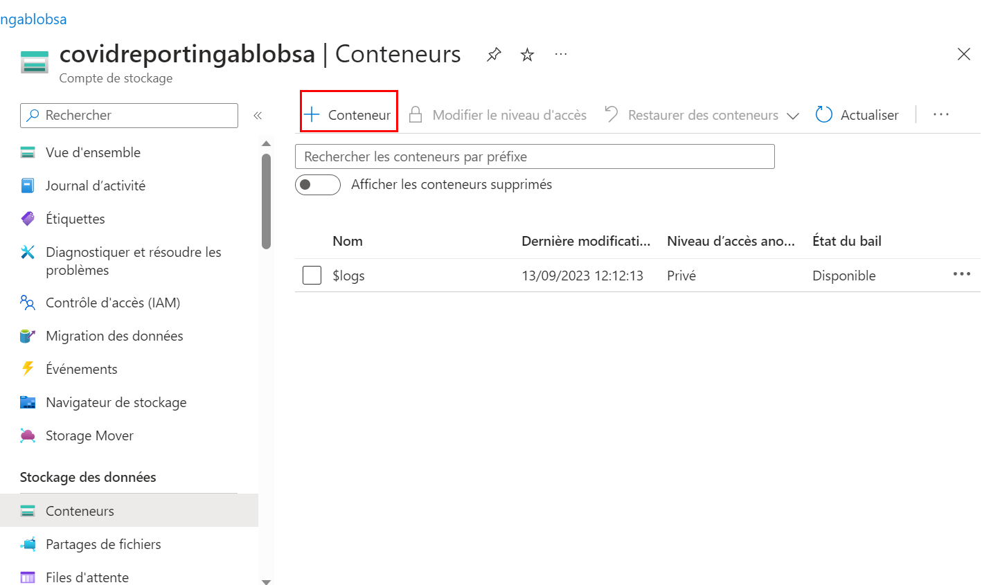 ngablobsa
covidreportingablobsa | Conteneurs
Compte de stockage
Rechercher
Conteneur
Modifier le niveau d'accès
Restaurer des conteneurs
Actualiser
Vue d'ensemble
Journal d’activité
Étiquettes
Diagnostiquer et résoudre les
problèmes
Contrôle d'accès (IAM)
Migration des données
Événements
Navigateur de stockage
Storage Mover
Stockage des données
Conteneurs
Partages de fichiers
Files d'attente
Rechercher les conteneurs par préfixe
Afficher les conteneurs supprimés
Nom Dernière modificati... Niveau d’accès ano... État du bail
$logs 13/09/2023 12:12:13 Privé Disponible